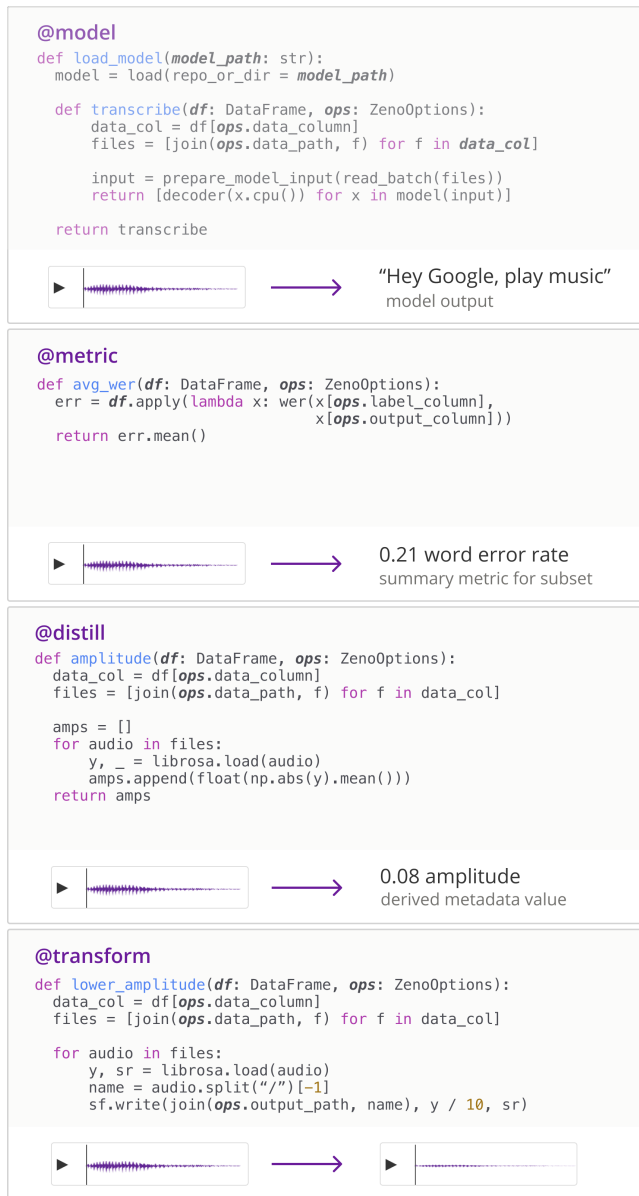 @model
def load_model(model_path: str):
  model = load(repo_or_dir = model_path)
  def transcribe(df: DataFrame, ops: ZenoOptions):
      data_col = df[ops.data_column]
      files = [join(ops.data_path, f) for f in data_col]
      input = prepare_model_input(read_batch(files))
      return [decoder(x.cpu()) for x in model(input)]
  return transcribe
“Hey Google, play music”
model output
@metric
def avg_wer(df: DataFrame, ops: ZenoOptions):
  err = df.apply(lambda x: wer(x[ops.label_column],
                               x[ops.output_column]))
  return err.mean()
0.21 word error rate
summary metric for subset
@distill
def amplitude(df: DataFrame, ops: ZenoOptions):
  data_col = df[ops.data_column]
  files = [join(ops.data_path, f) for f in data_col]
  amps = []
  for audio in files:
      y, _ = librosa.load(audio)
      amps.append(float(np.abs(y).mean()))
  return amps
0.08 amplitude
derived metadata value
@transform
def lower_amplitude(df: DataFrame, ops: ZenoOptions):
  data_col = df[ops.data_column]
  files = [join(ops.data_path, f) for f in data_col]
  for audio in files:
      y, sr = librosa.load(audio)
      name = audio.split(“/”)[-1]
      sf.write(join(ops.output_path, name), y / 10, sr)